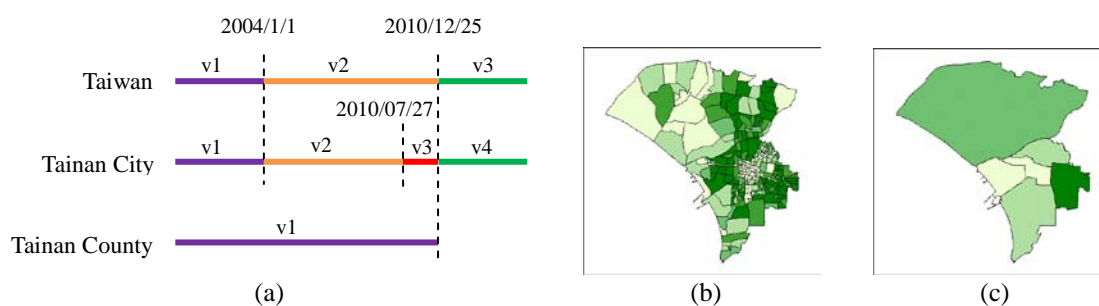 2004/1/1 2010/12/25
v1 v2 v3
Taiwan
2010/07/27
v1 v2 v3 v4
Tainan City
v1
Tainan County
(a) (b) (c)